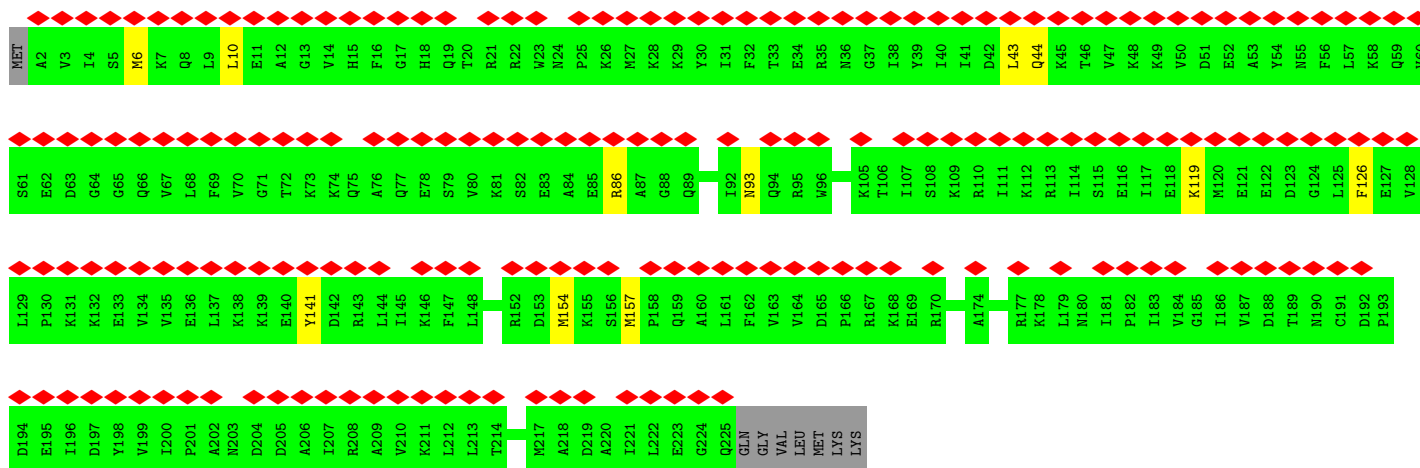 MET A2 V3 I4 S5 M6 K7 Q8 L9 L10 E11 A12 G13 V14 H15 F16 G17 H18 Q19 T20 R21 R22 W23 N24 P25 K26 M27 K28 K29 Y30 I31 F32 T33 E34 R35 N36 G37 I38 Y39 I40 I41 D42 L43 Q44 K45 T46 V47 K48 K49 V50 D51 E52 A53 Y54 N55 F56 L57 K58 Q59
S61 E62 D63 G64 G65 Q66 V67 L68 F69 V70 G71 T72 K73 K74 Q75 A76 Q77 E78 S79 V80 K81 S82 E83 A84 E85 R86 A87 G88 Q89 I92 N93 Q94 R95 W96 K105 T106 I107 S108 K109 R110 I111 K112 R113 I114 S115 E116 I117 E118 K119 M120 E121 E122 D123 G124 L125 F126 E127 V128
L129 P130 K131 K132 E133 V134 V135 E136 L137 K138 K139 E140 Y141 D142 R143 L144 I145 K146 F147 L148 R152 D153 M154 K155 S156 M157 P158 Q159 A160 L161 F162 V163 V164 D165 P166 R167 K168 E169 R170 A174 R177 K178 L179 N180 I181 P182 I183 V184 G185 I186 V187 D188 T189 N190 C191 D192 P193
D194 E195 I196 D197 Y198 V199 I200 P201 A202 N203 D204 D205 A206 I207 R208 A209 V210 K211 L212 L213 T214 M217 A218 D219 A220 I221 L222 E223 G224 Q225 GLN GLY VAL LEU MET LYS LYS